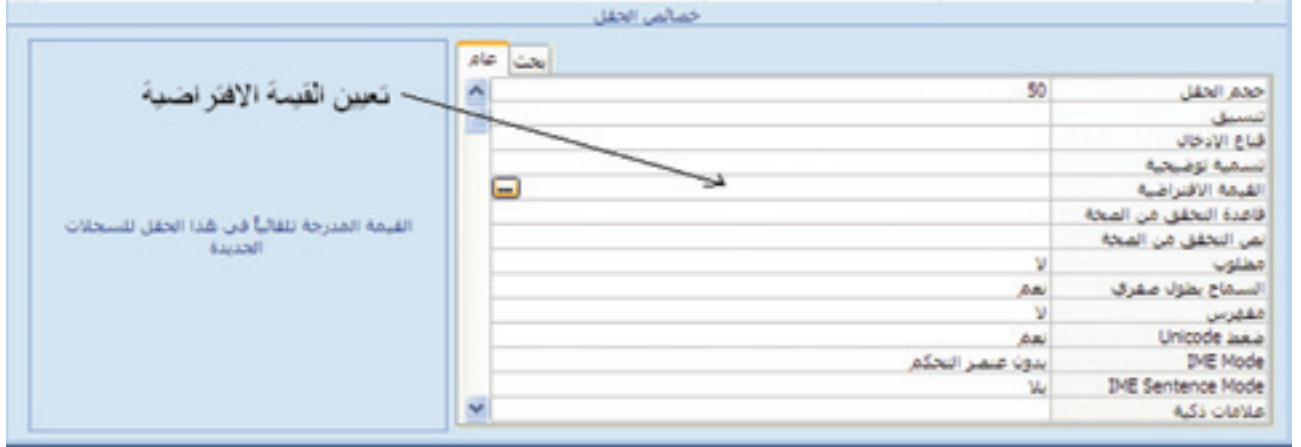 خصائص الحقل
عام بحث
تعيين القيمة الافتراضية
القيمة المدرجة تلقائياً في هذا الحقل للسجلات
الجديدة
حجم الحقل 50
تنسيق
قناع الإدخال
تسمية توضيحية
القيمة الافتراضية
قاعدة التحقق من الصحة
نص التحقق من الصحة
مطلوب لا
السماح بطول صفري نعم
مفهرس لا
ضغط Unicode نعم
IME Mode بدون عنصر التحكم
IME Sentence Mode بلا
علامات ذكية